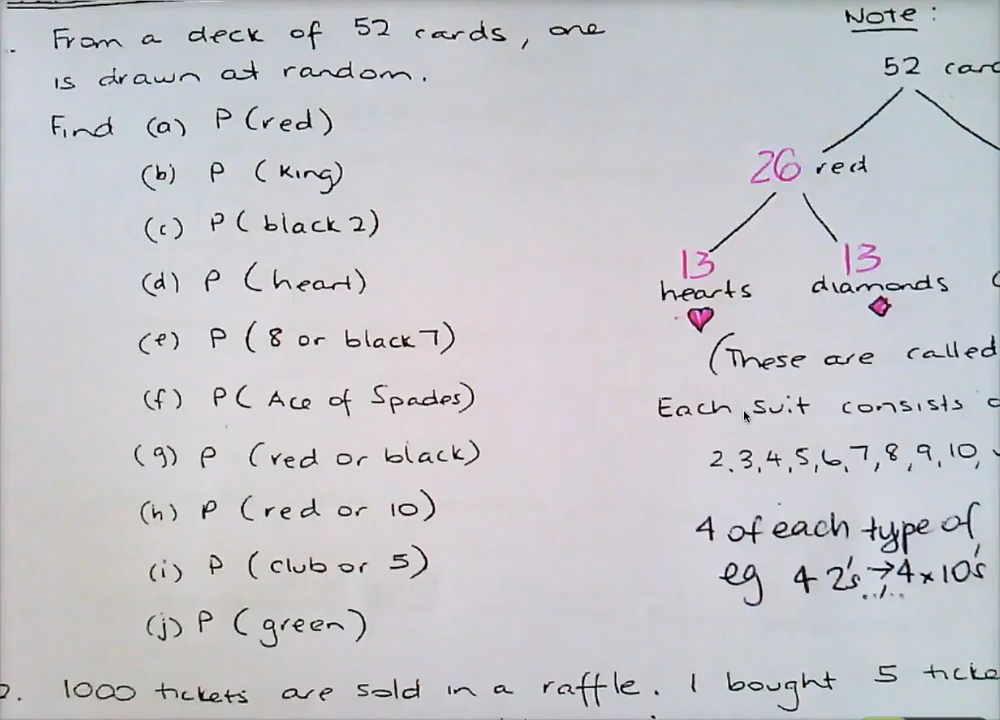 . From a deck of 52 cards, one
is drawn at random.
Find (a) P (red)
(b) P (King)
(c) P (black 2)
(d) P (heart)
(e) P (8 or black 7)
(f) P (Ace of Spades)
(g) P (red or black)
(h) P (red or 10)
(i) P (club or 5)
(j) P (green)
2. 1000 tickets are sold in a raffle. I bought 5 ticke
Note:
52 card
26 red
13 13
hearts diamonds
(These are called
Each suit consists
2,3,4,5,6,7,8,9,10,
4 of each type of
eg 4 2's → 4 x 10's